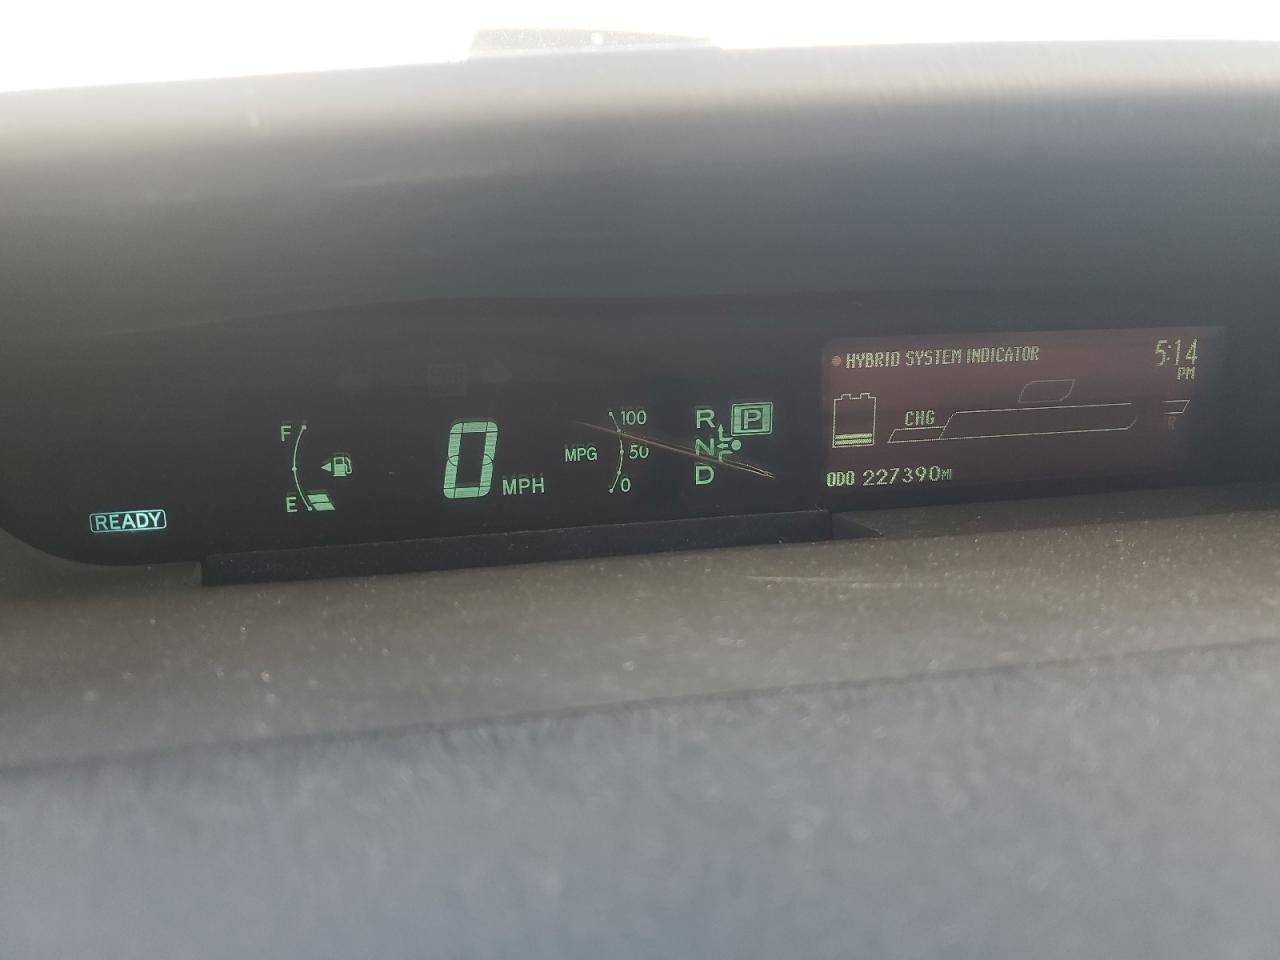 HYBRID SYSTEM INDICATOR
5:14
PM
CHG
ODO 227390MI
F
E
0 MPH
MPG
100
50
0
R
N
D
P
READY